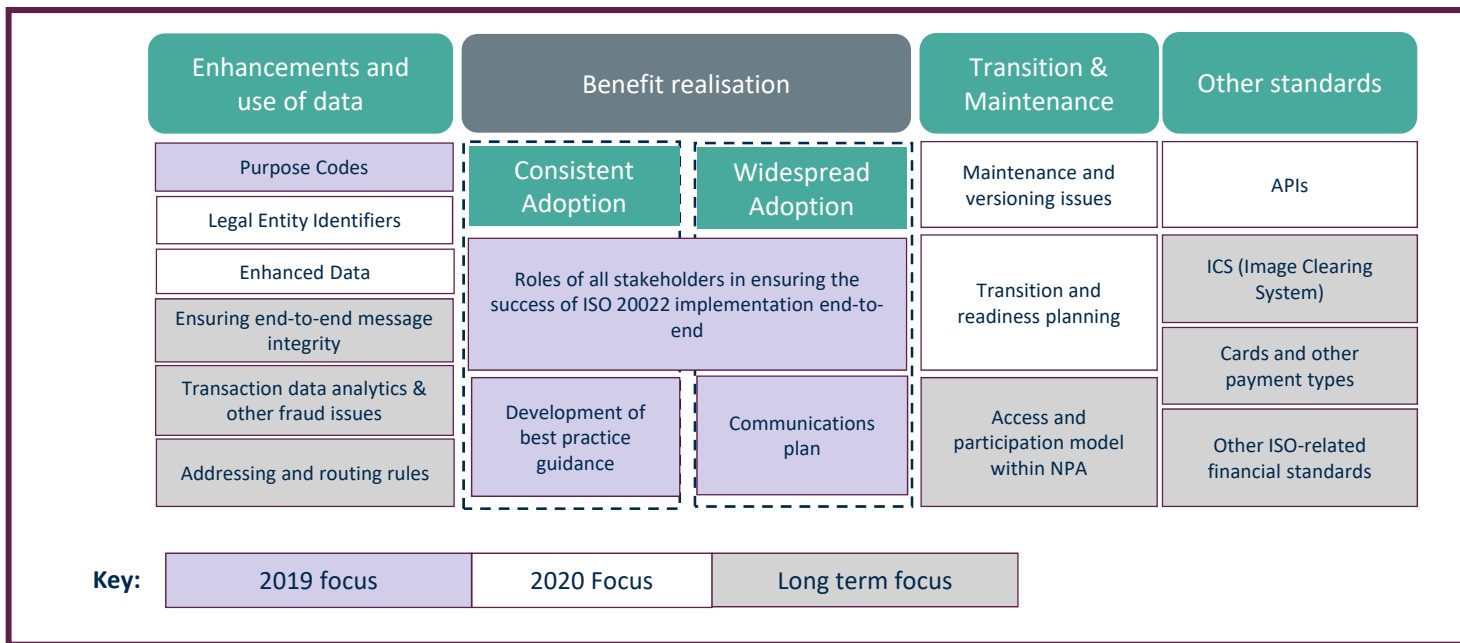 Enhancements and
use of data
Benefit realisation
Transition &
Maintenance
Other standards
Purpose Codes
Legal Entity Identifiers
Enhanced Data
Ensuring end-to-end message
integrity
Transaction data analytics &
other fraud issues
Addressing and routing rules
Consistent
Adoption
Widespread
Adoption
Roles of all stakeholders in ensuring the
success of ISO 20022 implementation end-to-
end
Development of
best practice
guidance
Communications
plan
Maintenance and
versioning issues
Transition and
readiness planning
Access and
participation model
within NPA
APIs
ICS (Image Clearing
System)
Cards and other
payment types
Other ISO-related
financial standards
Key:
2019 focus
2020 Focus
Long term focus